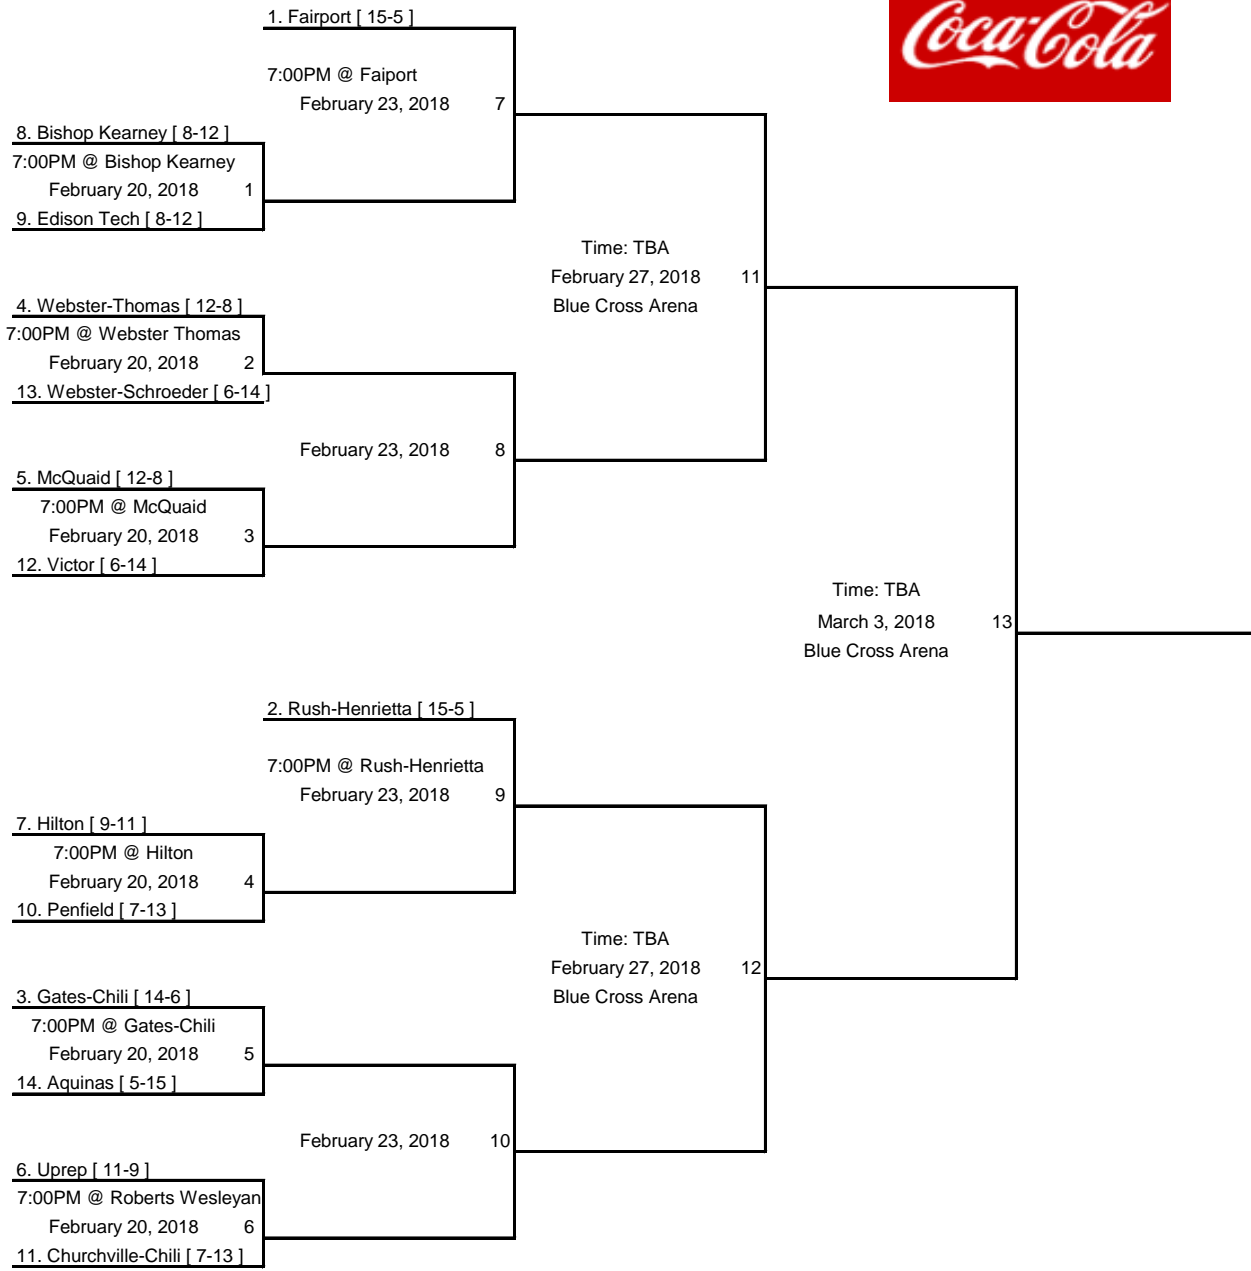 1. Fairport [ 15-5 ]
Coca-Cola
7:00PM @ Faiport
February 23, 2018 7
8. Bishop Kearney [ 8-12 ]
7:00PM @ Bishop Kearney
February 20, 2018 1
9. Edison Tech [ 8-12 ]
Time: TBA
February 27, 2018 11
Blue Cross Arena
4. Webster-Thomas [ 12-8 ]
7:00PM @ Webster Thomas
February 20, 2018 2
13. Webster-Schroeder [ 6-14 ]
February 23, 2018 8
5. McQuaid [ 12-8 ]
7:00PM @ McQuaid
February 20, 2018 3
12. Victor [ 6-14 ]
Time: TBA
March 3, 2018 13
Blue Cross Arena
2. Rush-Henrietta [ 15-5 ]
7:00PM @ Rush-Henrietta
February 23, 2018 9
7. Hilton [ 9-11 ]
7:00PM @ Hilton
February 20, 2018 4
10. Penfield [ 7-13 ]
Time: TBA
February 27, 2018 12
Blue Cross Arena
3. Gates-Chili [ 14-6 ]
7:00PM @ Gates-Chili
February 20, 2018 5
14. Aquinas [ 5-15 ]
February 23, 2018 10
6. Uprep [ 11-9 ]
7:00PM @ Roberts Wesleyan
February 20, 2018 6
11. Churchville-Chili [ 7-13 ]